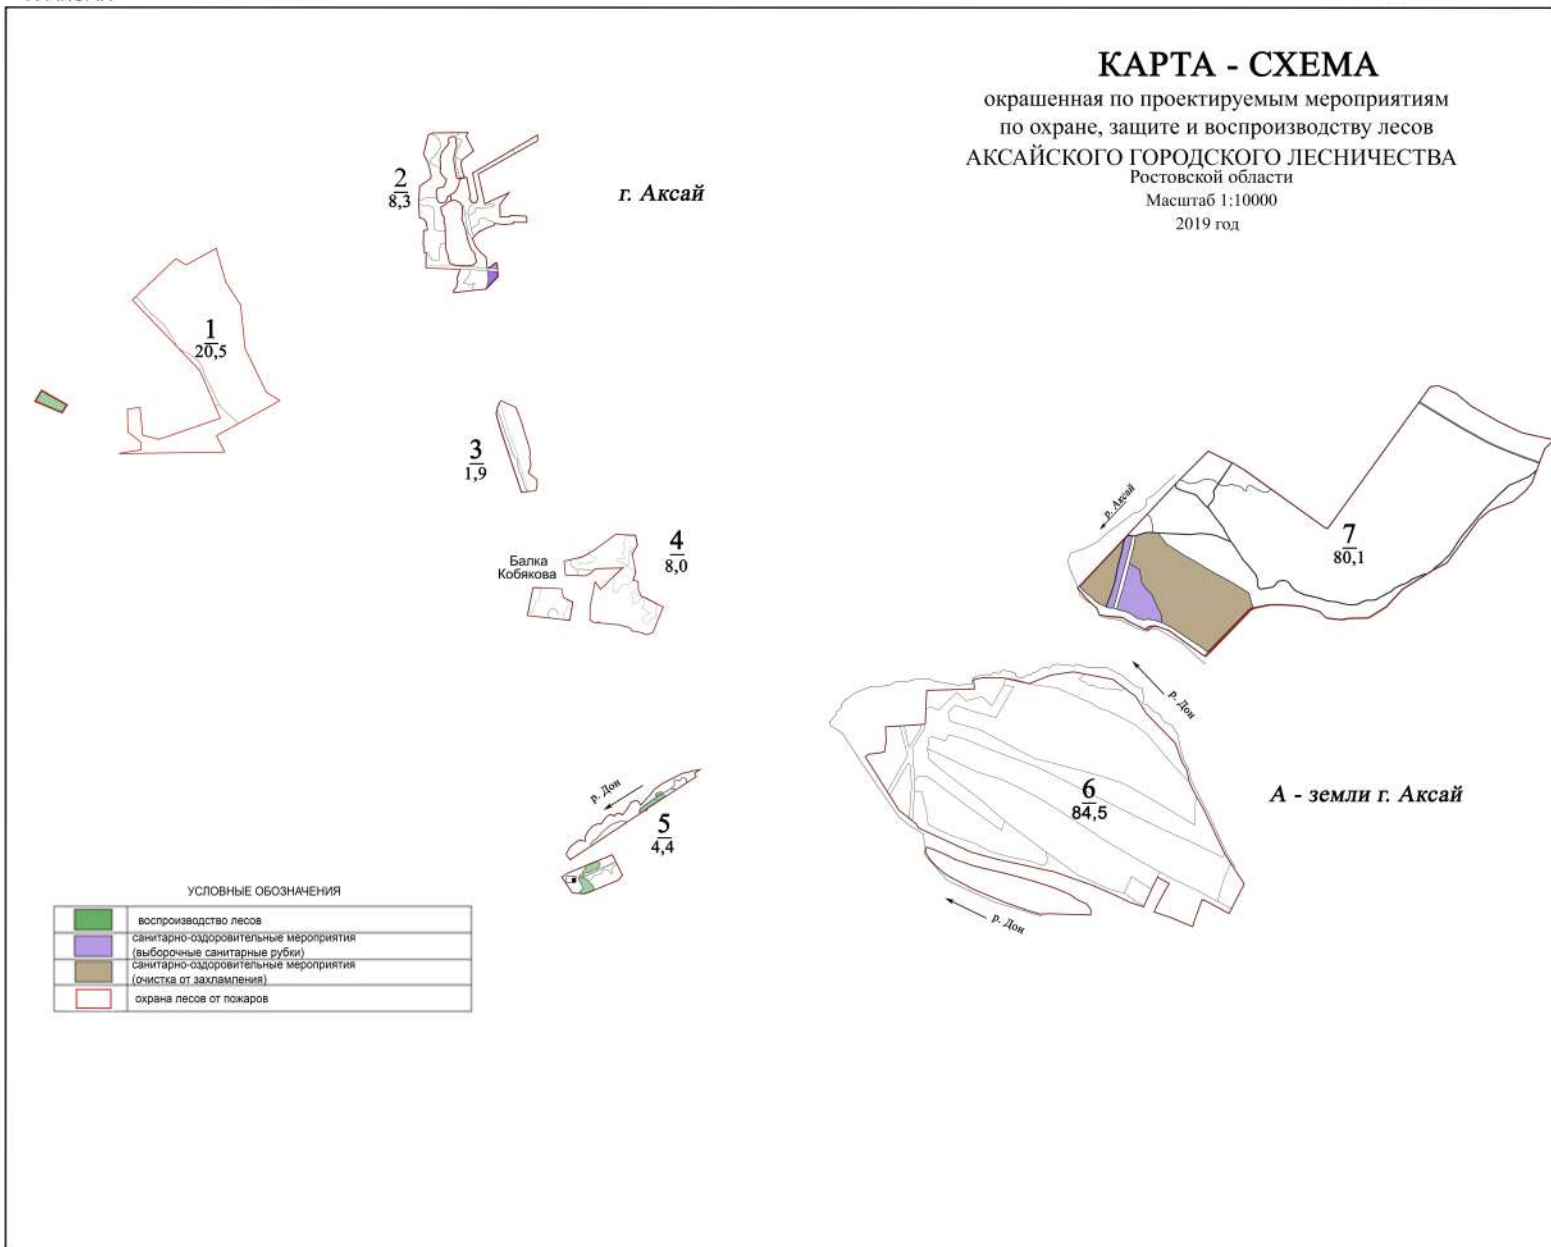 КАРТА - СХЕМА
окрашенная по проектируемым мероприятиям
по охране, защите и воспроизводству лесов
АКСАЙСКОГО ГОРОДСКОГО ЛЕСНИЧЕСТВА
Ростовской области
Масштаб 1:10000
2019 год
2
8,3
г. Аксай
1
20,5
3
1,9
р. Аксай
7
80,1
4
8,0
Балка
Кобякова
р. Дон
6
84,5
А - земли г. Аксай
р. Дон
5
4,4
р. Дон
УСЛОВНЫЕ ОБОЗНАЧЕНИЯ
воспроизводство лесов
санитарно-оздоровительные мероприятия
(выборочные санитарные рубки)
санитарно-оздоровительные мероприятия
(очистка от захламления)
охрана лесов от пожаров